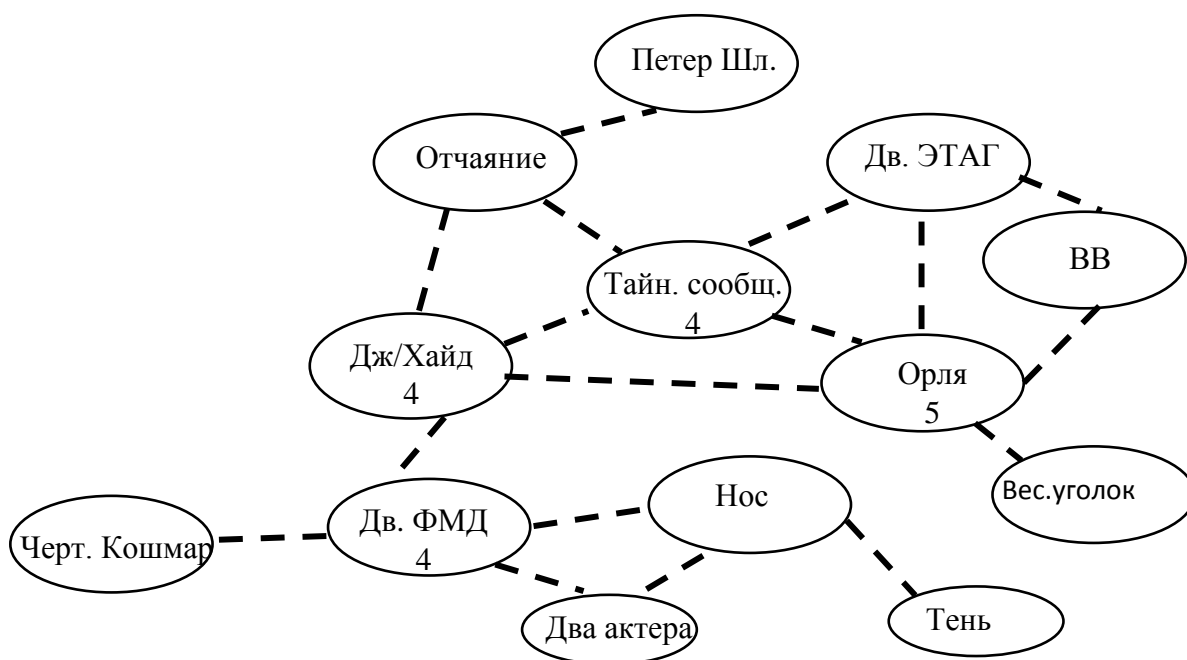 Петер Шл.
Отчаяние
Дв. ЭТАГ
ВВ
Тайн. сообщ.
4
Дж/Хайд
4
Орля
5
Вес.уголок
Нос
Дв. ФМД
4
Черт. Кошмар
Два актера
Тень